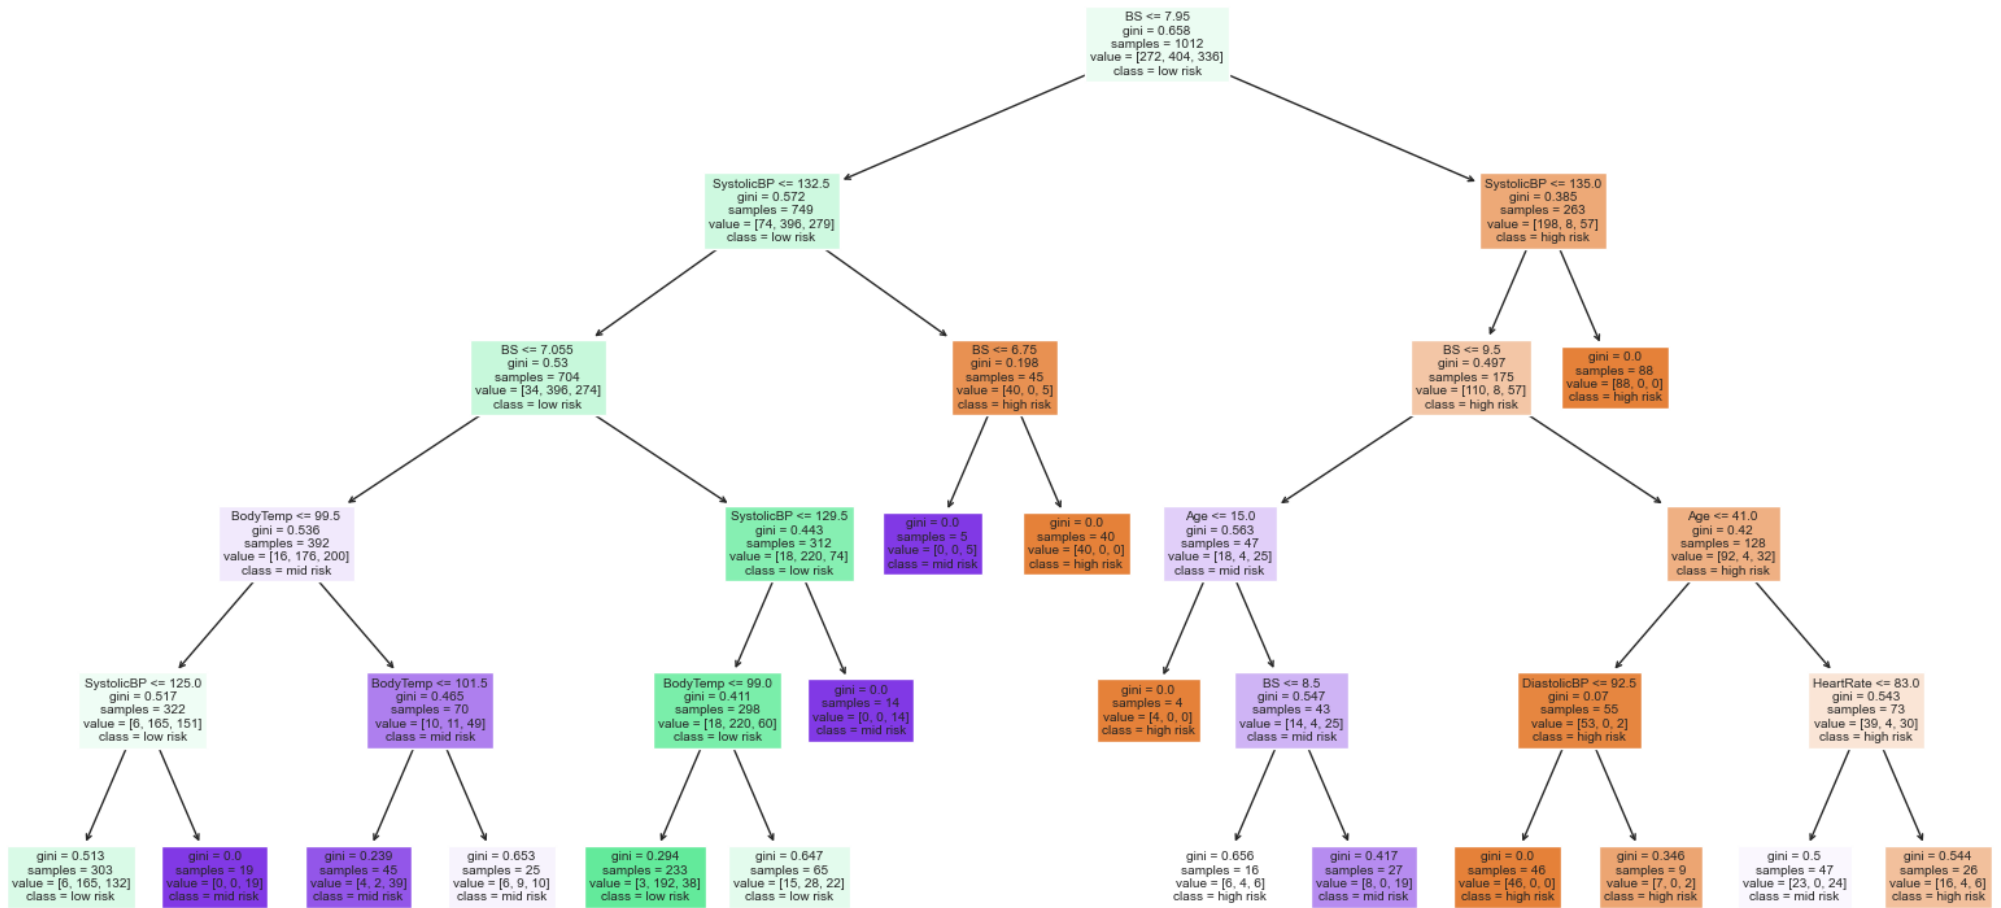 BS <= 7.95
gini = 0.658
samples = 1012
value = [272, 404, 336]
class = low risk
SystolicBP <= 132.5
gini = 0.572
samples = 749
value = [74, 396, 279]
class = low risk
SystolicBP <= 135.0
gini = 0.385
samples = 263
value = [198, 8, 57]
class = high risk
BS <= 7.055
gini = 0.53
samples = 704
value = [34, 396, 274]
class = low risk
BS <= 6.75
gini = 0.198
samples = 45
value = [40, 0, 5]
class = high risk
BS <= 9.5
gini = 0.497
samples = 175
value = [110, 8, 57]
class = high risk
gini = 0.0
samples = 88
value = [88, 0, 0]
class = high risk
BodyTemp <= 99.5
gini = 0.536
samples = 392
value = [16, 176, 200]
class = mid risk
SystolicBP <= 129.5
gini = 0.443
samples = 312
value = [18, 220, 74]
class = low risk
gini = 0.0
samples = 5
value = [0, 0, 5]
class = mid risk
gini = 0.0
samples = 40
value = [40, 0, 0]
class = high risk
Age <= 15.0
gini = 0.563
samples = 47
value = [18, 4, 25]
class = mid risk
Age <= 41.0
gini = 0.42
samples = 128
value = [92, 4, 32]
class = high risk
SystolicBP <= 125.0
gini = 0.517
samples = 322
value = [6, 165, 151]
class = low risk
BodyTemp <= 101.5
gini = 0.465
samples = 70
value = [10, 11, 49]
class = mid risk
BodyTemp <= 99.0
gini = 0.411
samples = 298
value = [18, 220, 60]
class = low risk
gini = 0.0
samples = 14
value = [0, 0, 14]
class = mid risk
gini = 0.0
samples = 4
value = [4, 0, 0]
class = high risk
BS <= 8.5
gini = 0.547
samples = 43
value = [14, 4, 25]
class = mid risk
DiastolicBP <= 92.5
gini = 0.07
samples = 55
value = [53, 0, 2]
class = high risk
HeartRate <= 83.0
gini = 0.543
samples = 73
value = [39, 4, 30]
class = high risk
gini = 0.513
samples = 303
value = [6, 165, 132]
class = low risk
gini = 0.0
samples = 19
value = [0, 0, 19]
class = mid risk
gini = 0.239
samples = 45
value = [4, 2, 39]
class = mid risk
gini = 0.653
samples = 25
value = [6, 9, 10]
class = mid risk
gini = 0.294
samples = 233
value = [3, 192, 38]
class = low risk
gini = 0.647
samples = 65
value = [15, 28, 22]
class = low risk
gini = 0.656
samples = 16
value = [6, 4, 6]
class = high risk
gini = 0.417
samples = 27
value = [8, 0, 19]
class = mid risk
gini = 0.0
samples = 46
value = [46, 0, 0]
class = high risk
gini = 0.346
samples = 9
value = [7, 0, 2]
class = high risk
gini = 0.5
samples = 47
value = [23, 0, 24]
class = mid risk
gini = 0.544
samples = 26
value = [16, 4, 6]
class = high risk